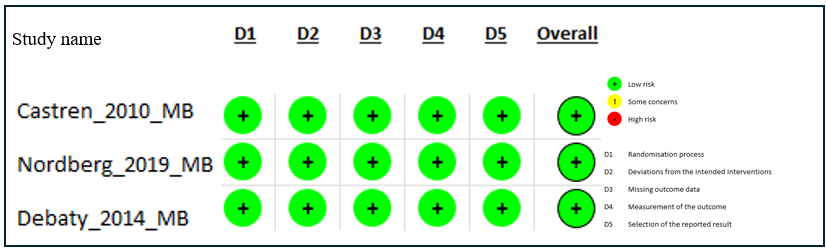 Study name D1 D2 D3 D4 D5 Overall
Castren_2010_MB + + + + + +
Nordberg_2019_MB + + + + + +
Debaty_2014_MB + + + + + +
+ Low risk
! Some concerns
- High risk
D1 Randomisation process
D2 Deviations from the intended interventions
D3 Missing outcome data
D4 Measurement of the outcome
D5 Selection of the reported result